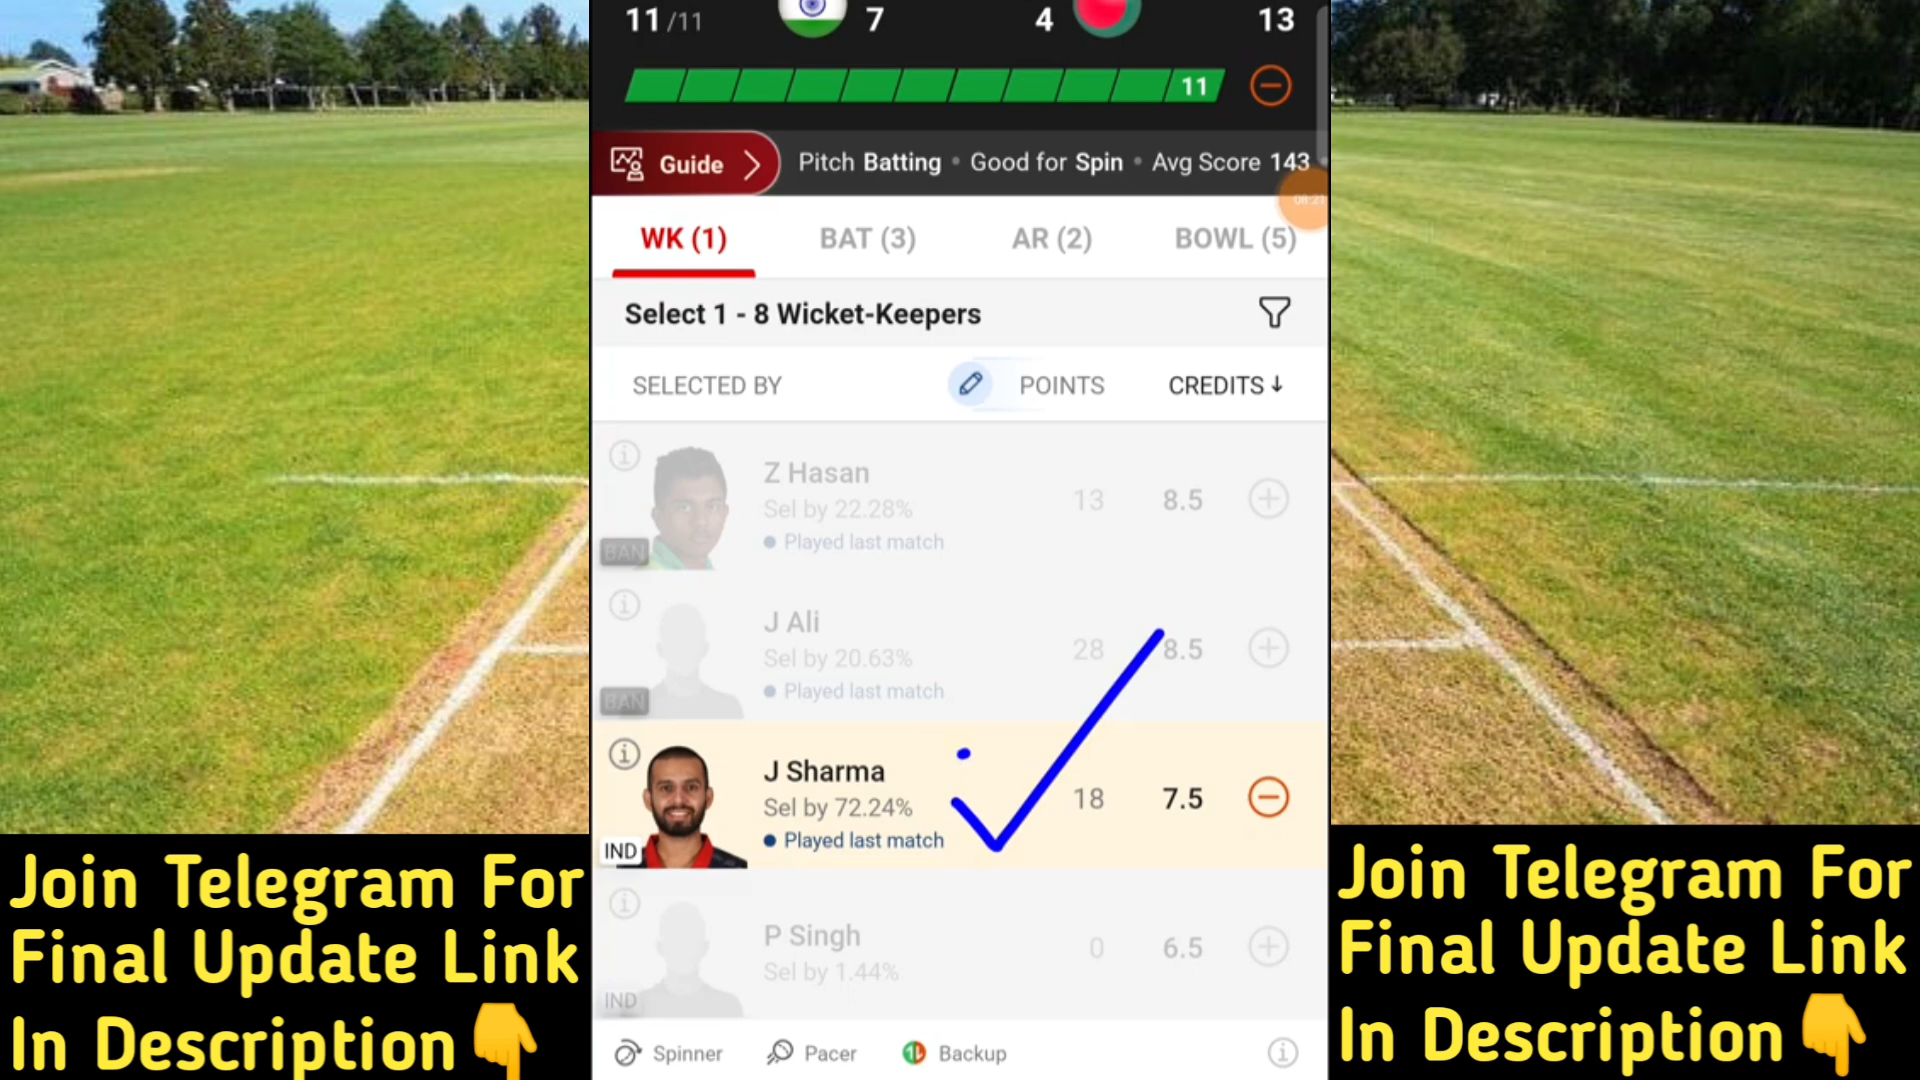 11/11 7 4 13
11
Guide Pitch Batting • Good for Spin • Avg Score 143
08:21
WK (1) BAT (3) AR (2) BOWL (5)
Select 1 - 8 Wicket-Keepers
SELECTED BY POINTS CREDITS ↓
Z Hasan
Sel by 22.28% 13 8.5
Played last match
BAN
J Ali
Sel by 20.63% 28 8.5
Played last match
BAN
J Sharma
Sel by 72.24% 18 7.5
Played last match
IND
P Singh
Sel by 1.44% 0 6.5
IND
Spinner Pacer Backup
Join Telegram For
Final Update Link
In Description👇
Join Telegram For
Final Update Link
In Description👇